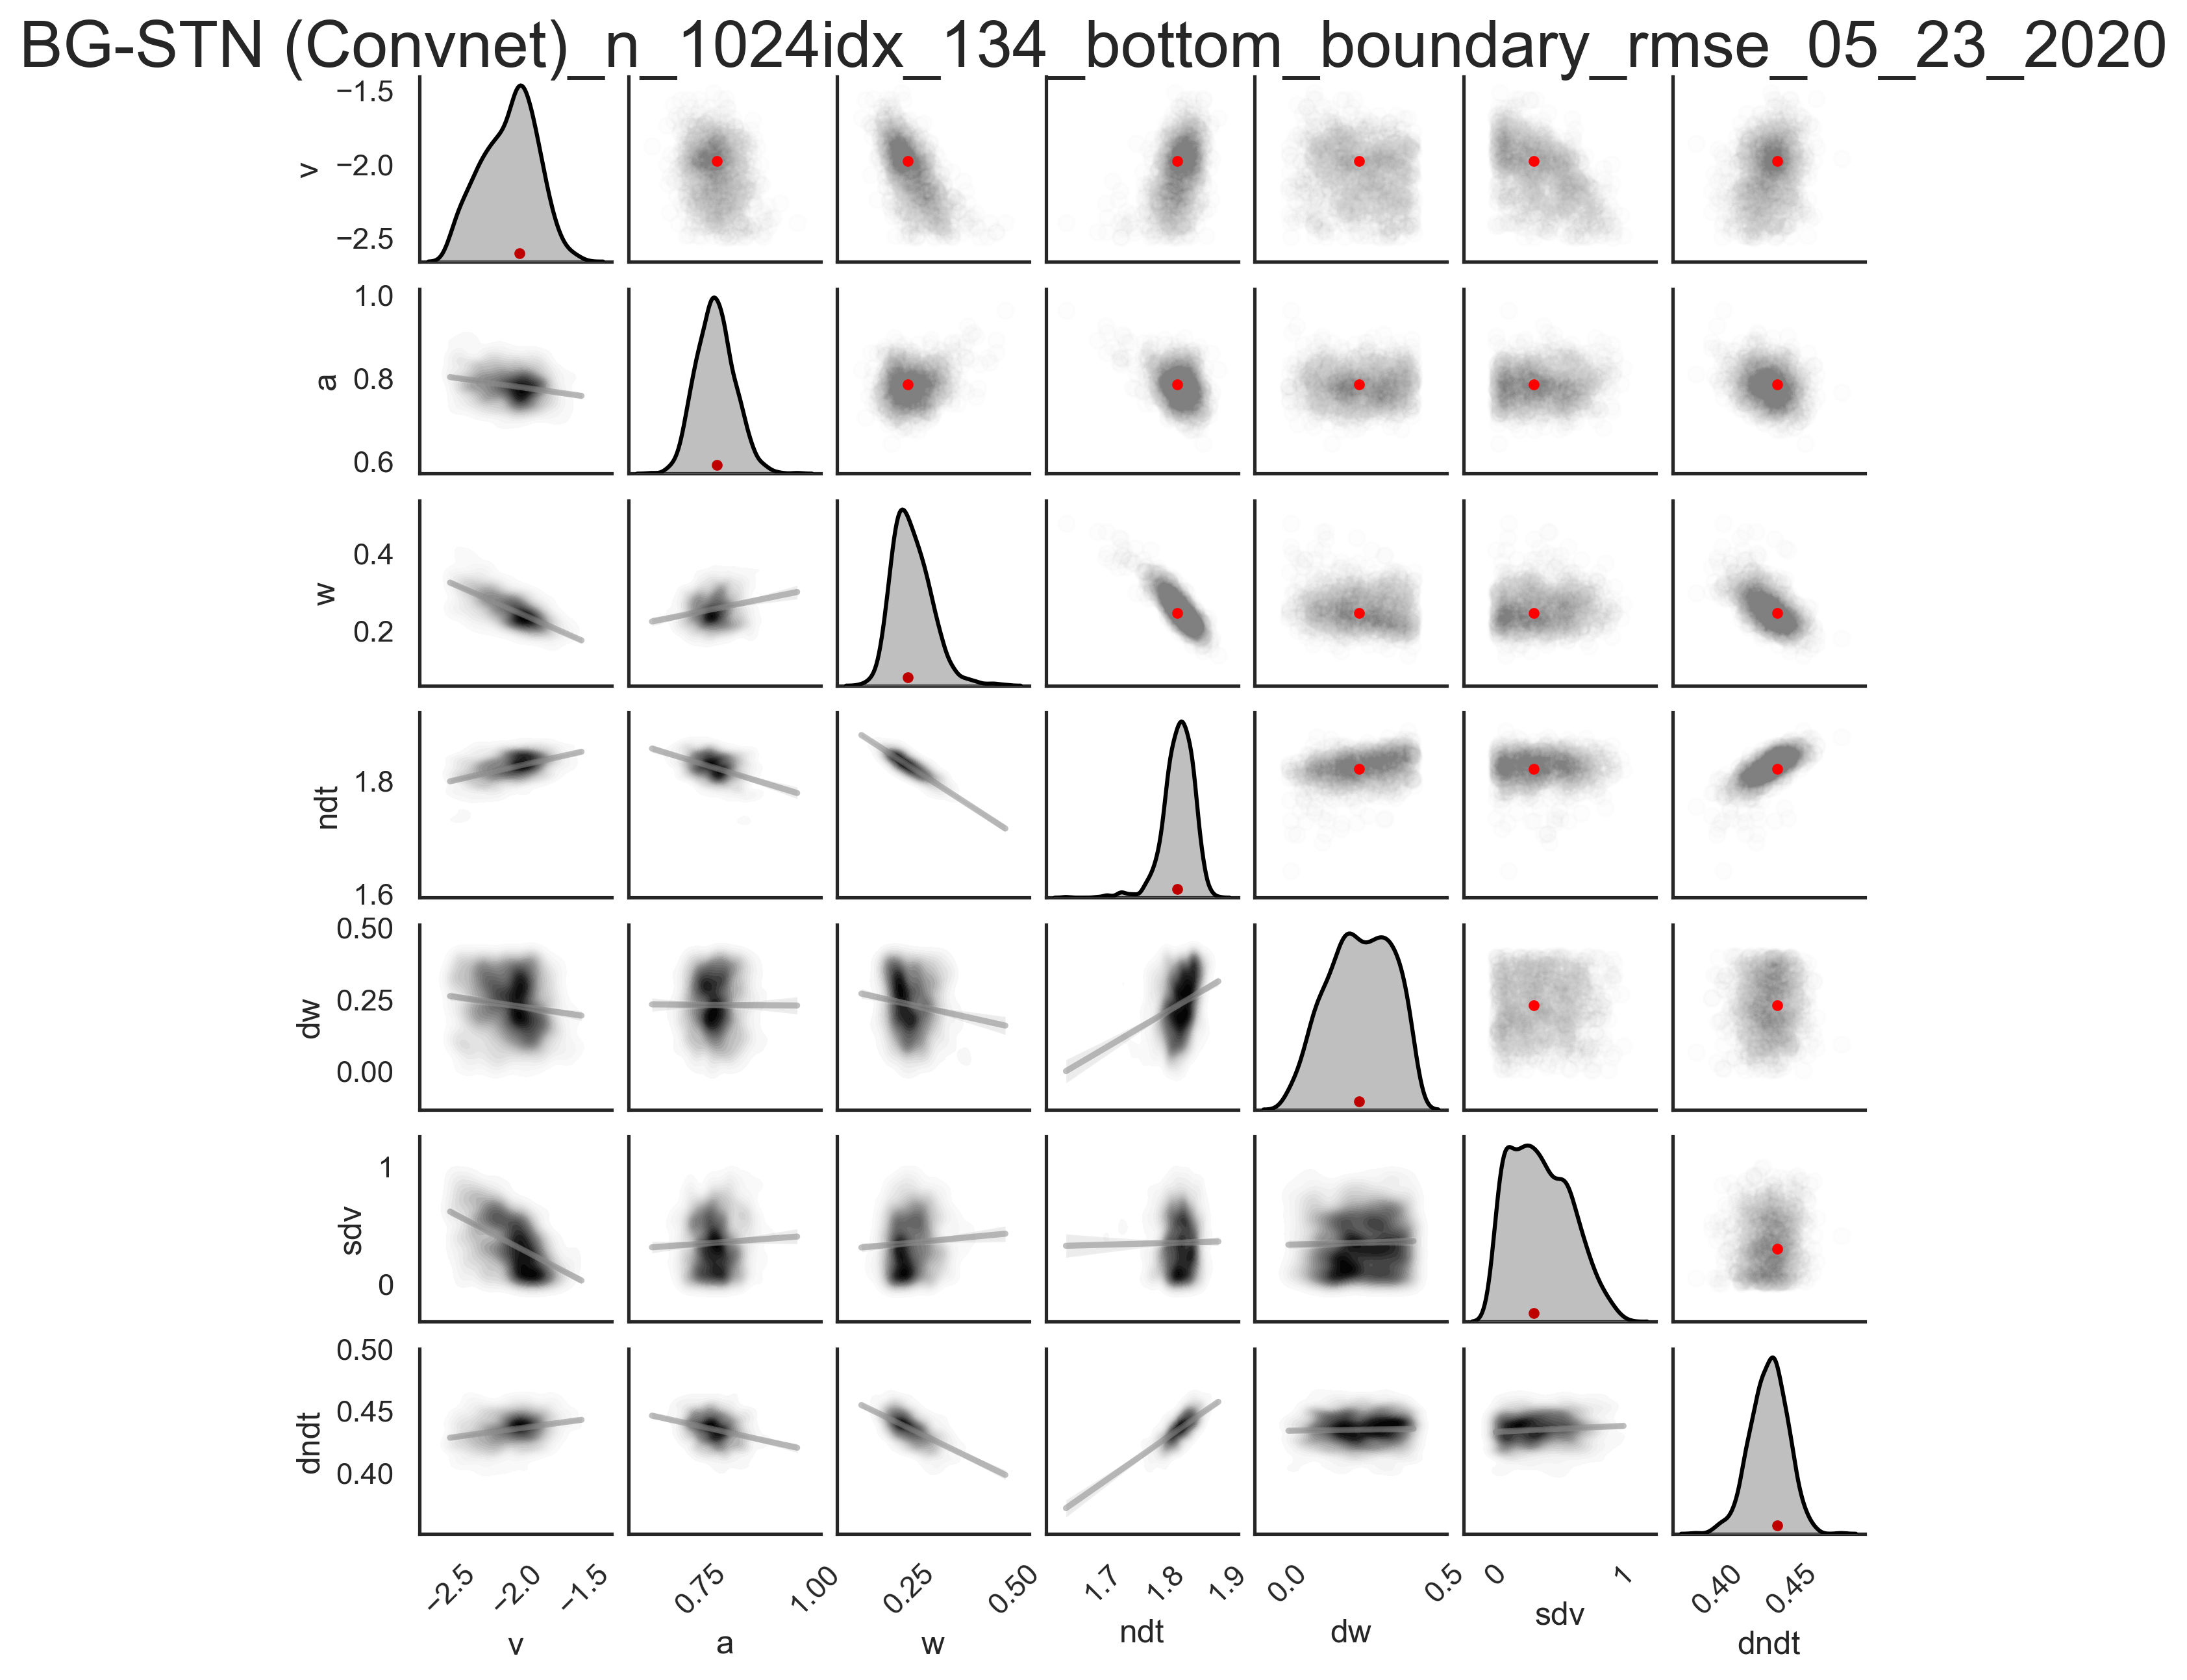 BG-STN (Convnet)_n_1024idx_134_bottom_boundary_rmse_05_23_2020
−1.5
v
−2.0
−2.5
1.0
a
0.8
0.6
0.4
w
0.2
1.8
ndt
1.6
0.50
dw
0.25
0.00
1
sdv
0
0.50
0.45
dndt
0.40
−2.5 −2.0 −1.5 0.75 1.00 0.25 0.50 1.7 1.8 1.9 0.0 0.5 0 1 0.40 0.45
v a w ndt dw sdv dndt